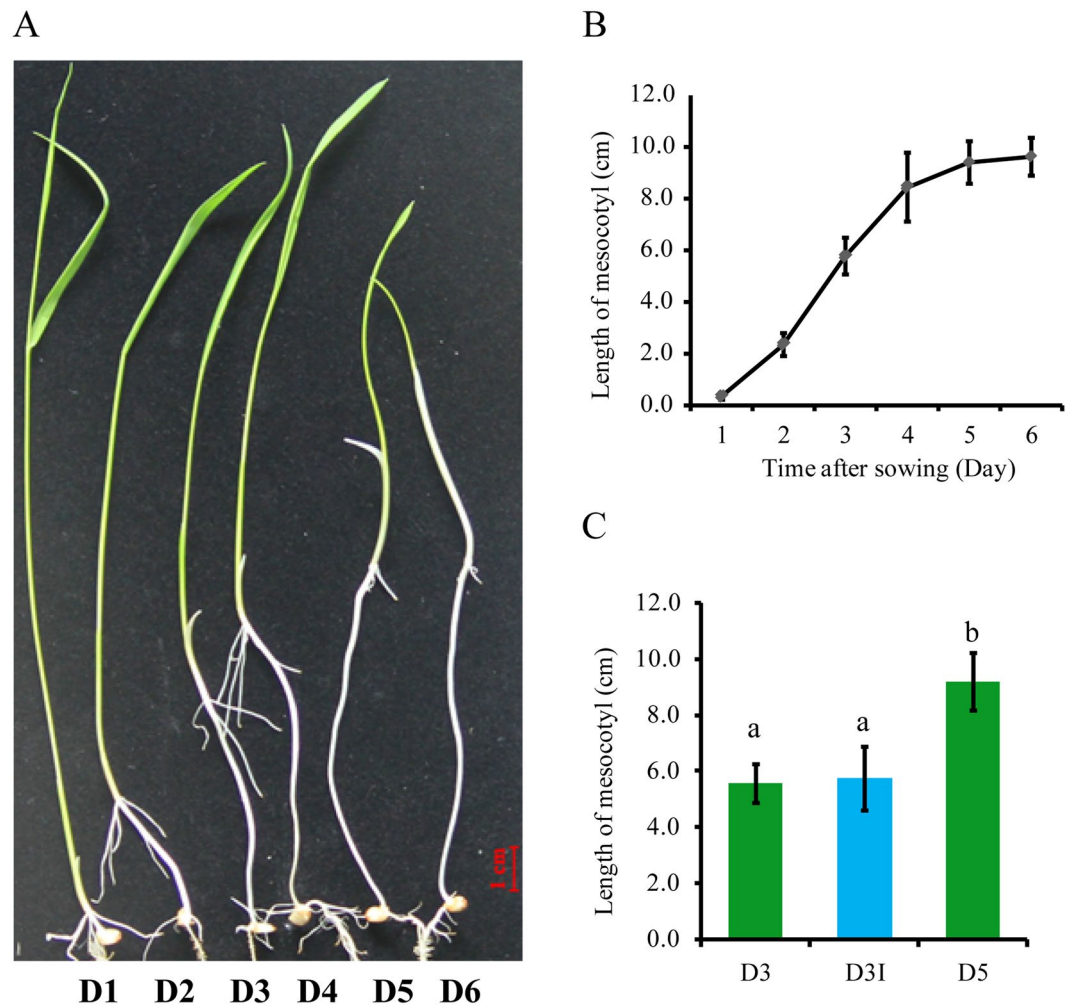 A
1 cm
D1 D2 D3 D4 D5 D6
B
Length of mesocotyl (cm)
12.0
10.0
8.0
6.0
4.0
2.0
0.0
1 2 3 4 5 6
Time after sowing (Day)
C
Length of mesocotyl (cm)
12.0
10.0
8.0
6.0
4.0
2.0
0.0
a a b
D3 D3I D5